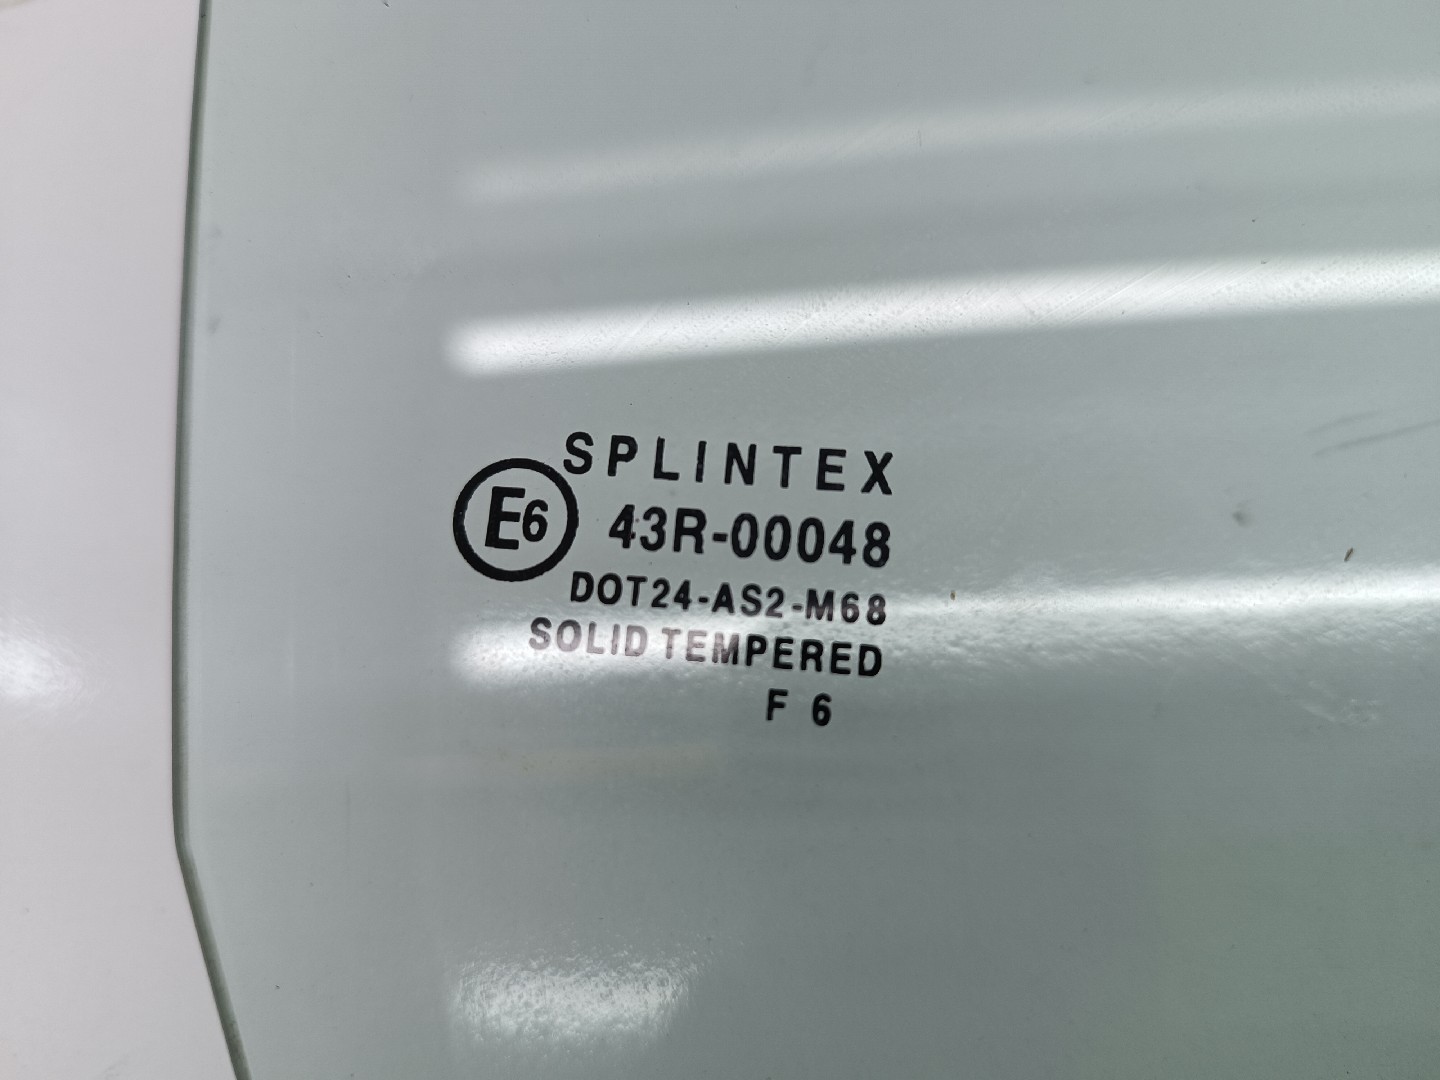 SPLINTEX
E6 43R-00048
DOT24-AS2-M68
SOLID TEMPERED
F 6